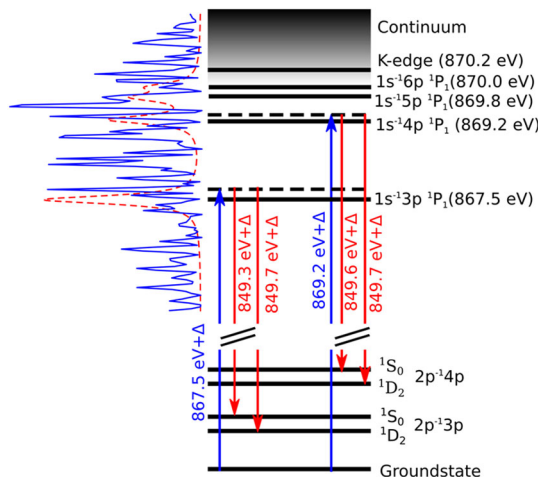 Continuum
K-edge (870.2 eV)
1s⁻¹6p ¹P₁(870.0 eV)
1s⁻¹5p ¹P₁(869.8 eV)
1s⁻¹4p ¹P₁ (869.2 eV)
1s⁻¹3p ¹P₁(867.5 eV)
867.5 eV+Δ
849.3 eV+Δ
849.7 eV+Δ
869.2 eV+Δ
849.6 eV+Δ
849.7 eV+Δ
¹S₀ 2p⁻¹4p
¹D₂
¹S₀ 2p⁻¹3p
¹D₂
Groundstate